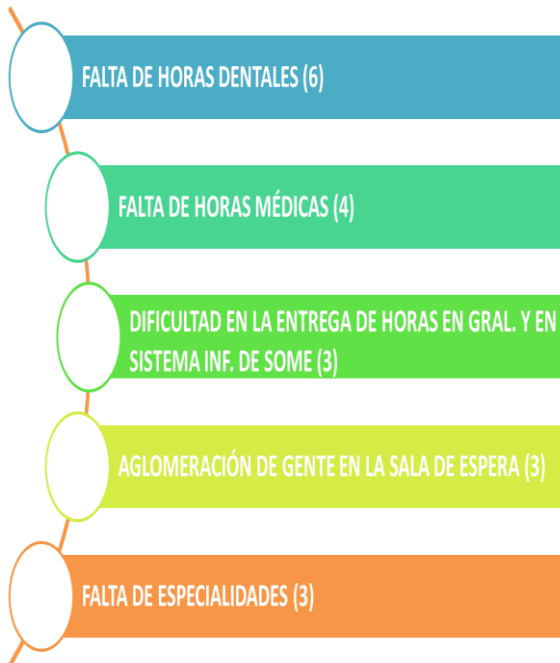 FALTA DE HORAS DENTALES (6)
FALTA DE HORAS MÉDICAS (4)
DIFICULTAD EN LA ENTREGA DE HORAS EN GRAL. Y EN
SISTEMA INF. DE SOME (3)
AGLOMERACIÓN DE GENTE EN LA SALA DE ESPERA (3)
FALTA DE ESPECIALIDADES (3)